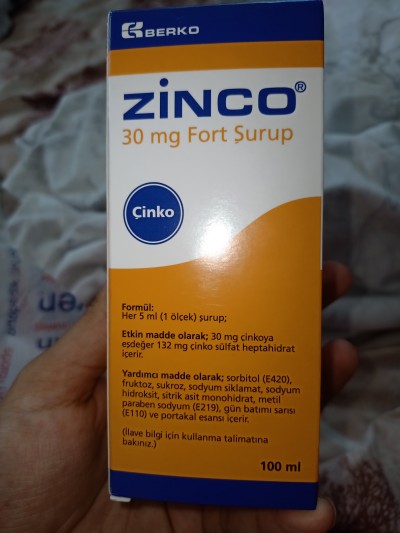 BERKO
ZİNCO®
30 mg Fort Şurup
Çinko
Formül:
Her 5 ml (1 ölçek) şurup;
Etkin madde olarak; 30 mg çinkoya
eşdeğer 132 mg çinko sülfat heptahidrat
içerir.
Yardımcı madde olarak; sorbitol (E420),
fruktoz, sukroz, sodyum siklamat, sodyum
hidroksit, sitrik asit monohidrat, metil
paraben sodyum (E219), gün batımı sarısı
(E110) ve portakal esansı içerir.
(İlave bilgi için kullanma talimatına
bakınız.)
100 ml